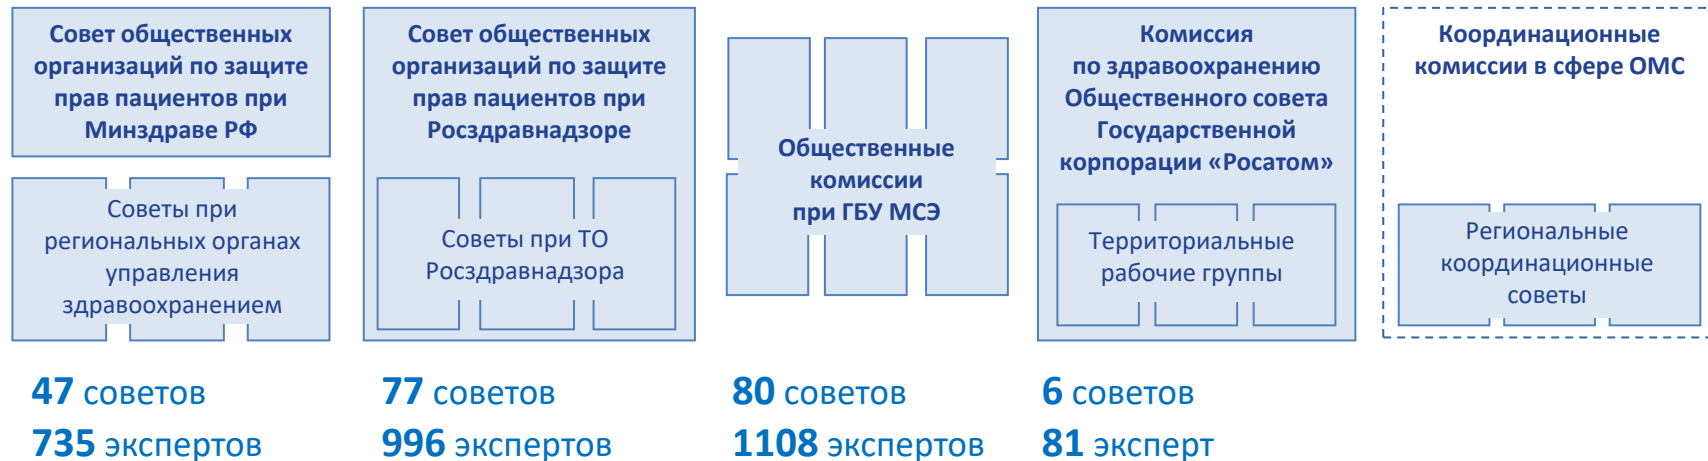 Совет общественных
организаций по защите
прав пациентов при
Минздраве РФ
Советы при
региональных органах
управления
здравоохранением
47 советов
735 экспертов
Совет общественных
организаций по защите
прав пациентов при
Росздравнадзоре
Советы при ТО
Росздравнадзора
77 советов
996 экспертов
Общественные
комиссии
при ГБУ МСЭ
80 советов
1108 экспертов
Комиссия
по здравоохранению
Общественного совета
Государственной
корпорации «Росатом»
Территориальные
рабочие группы
6 советов
81 эксперт
Координационные
комиссии в сфере ОМС
Региональные
координационные
советы